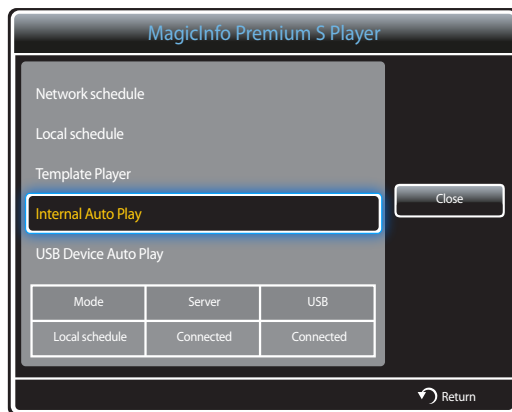 MagicInfo Premium S Player
Network schedule
Local schedule
Template Player
Internal Auto Play
Close
USB Device Auto Play
Mode Server USB
Local schedule Connected Connected
Return